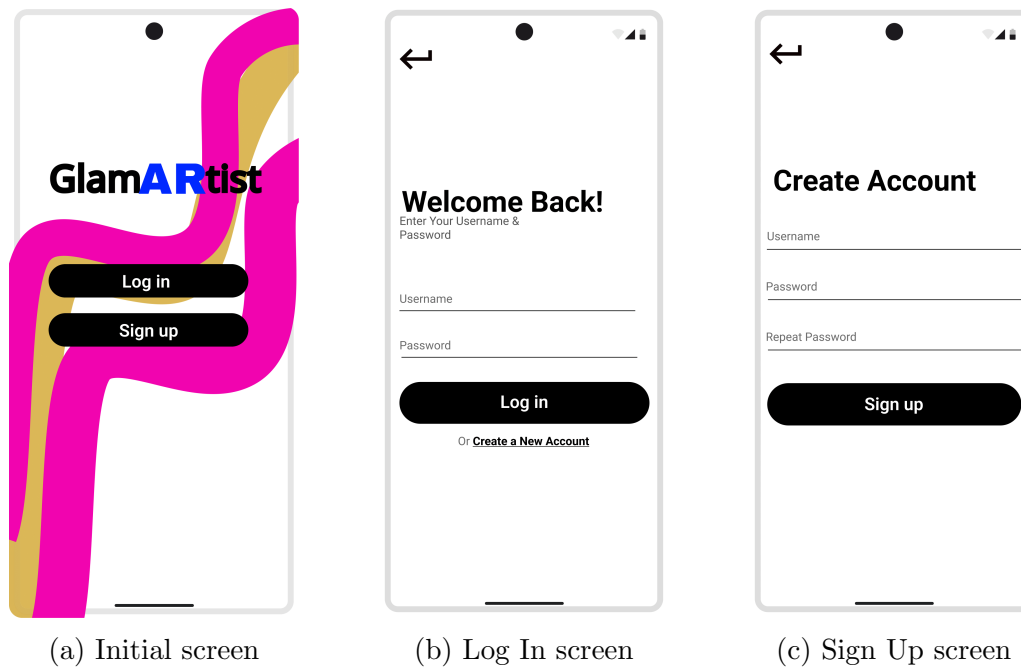 GlamARtist
Log in
Sign up
(a) Initial screen
Welcome Back!
Enter Your Username &
Password
Username
Password
Log in
Or Create a New Account
(b) Log In screen
Create Account
Username
Password
Repeat Password
Sign up
(c) Sign Up screen